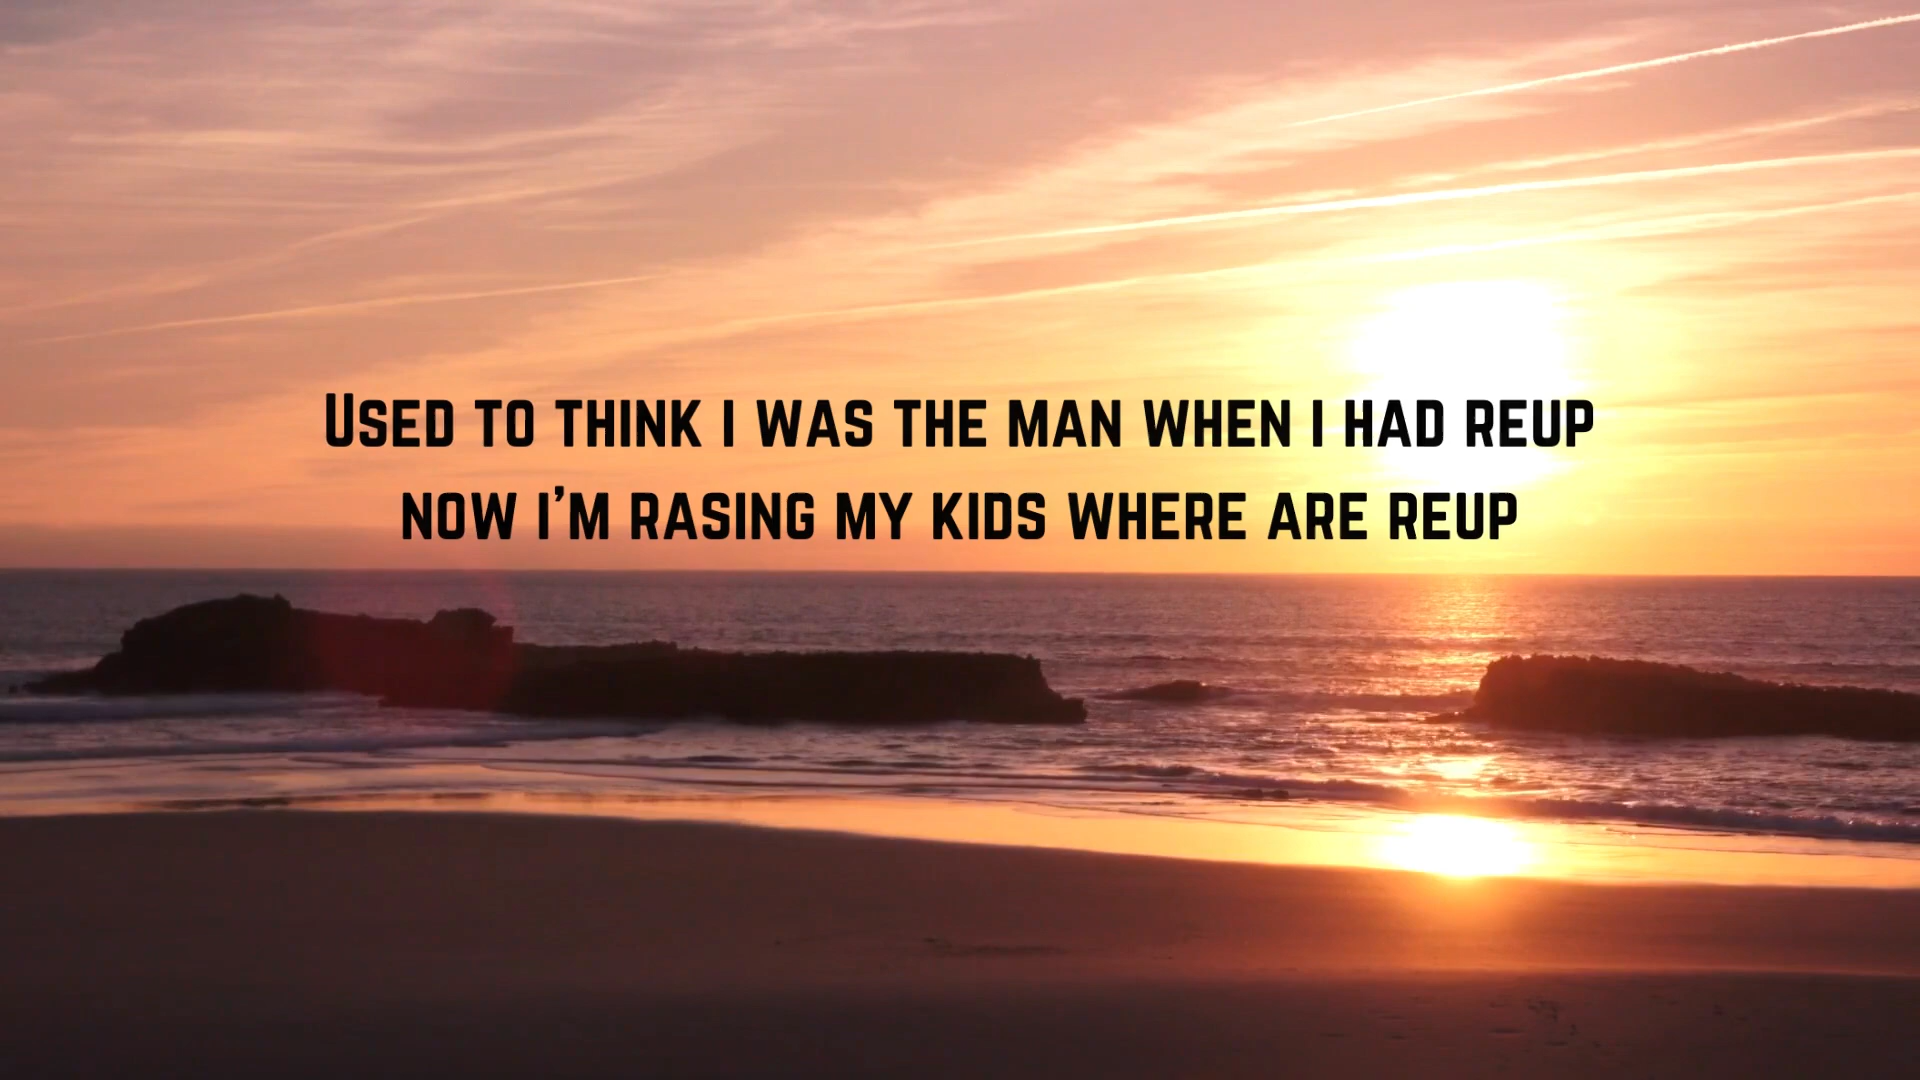 Used to think i was the man when i had reup
now i'm rasing my kids where are reup